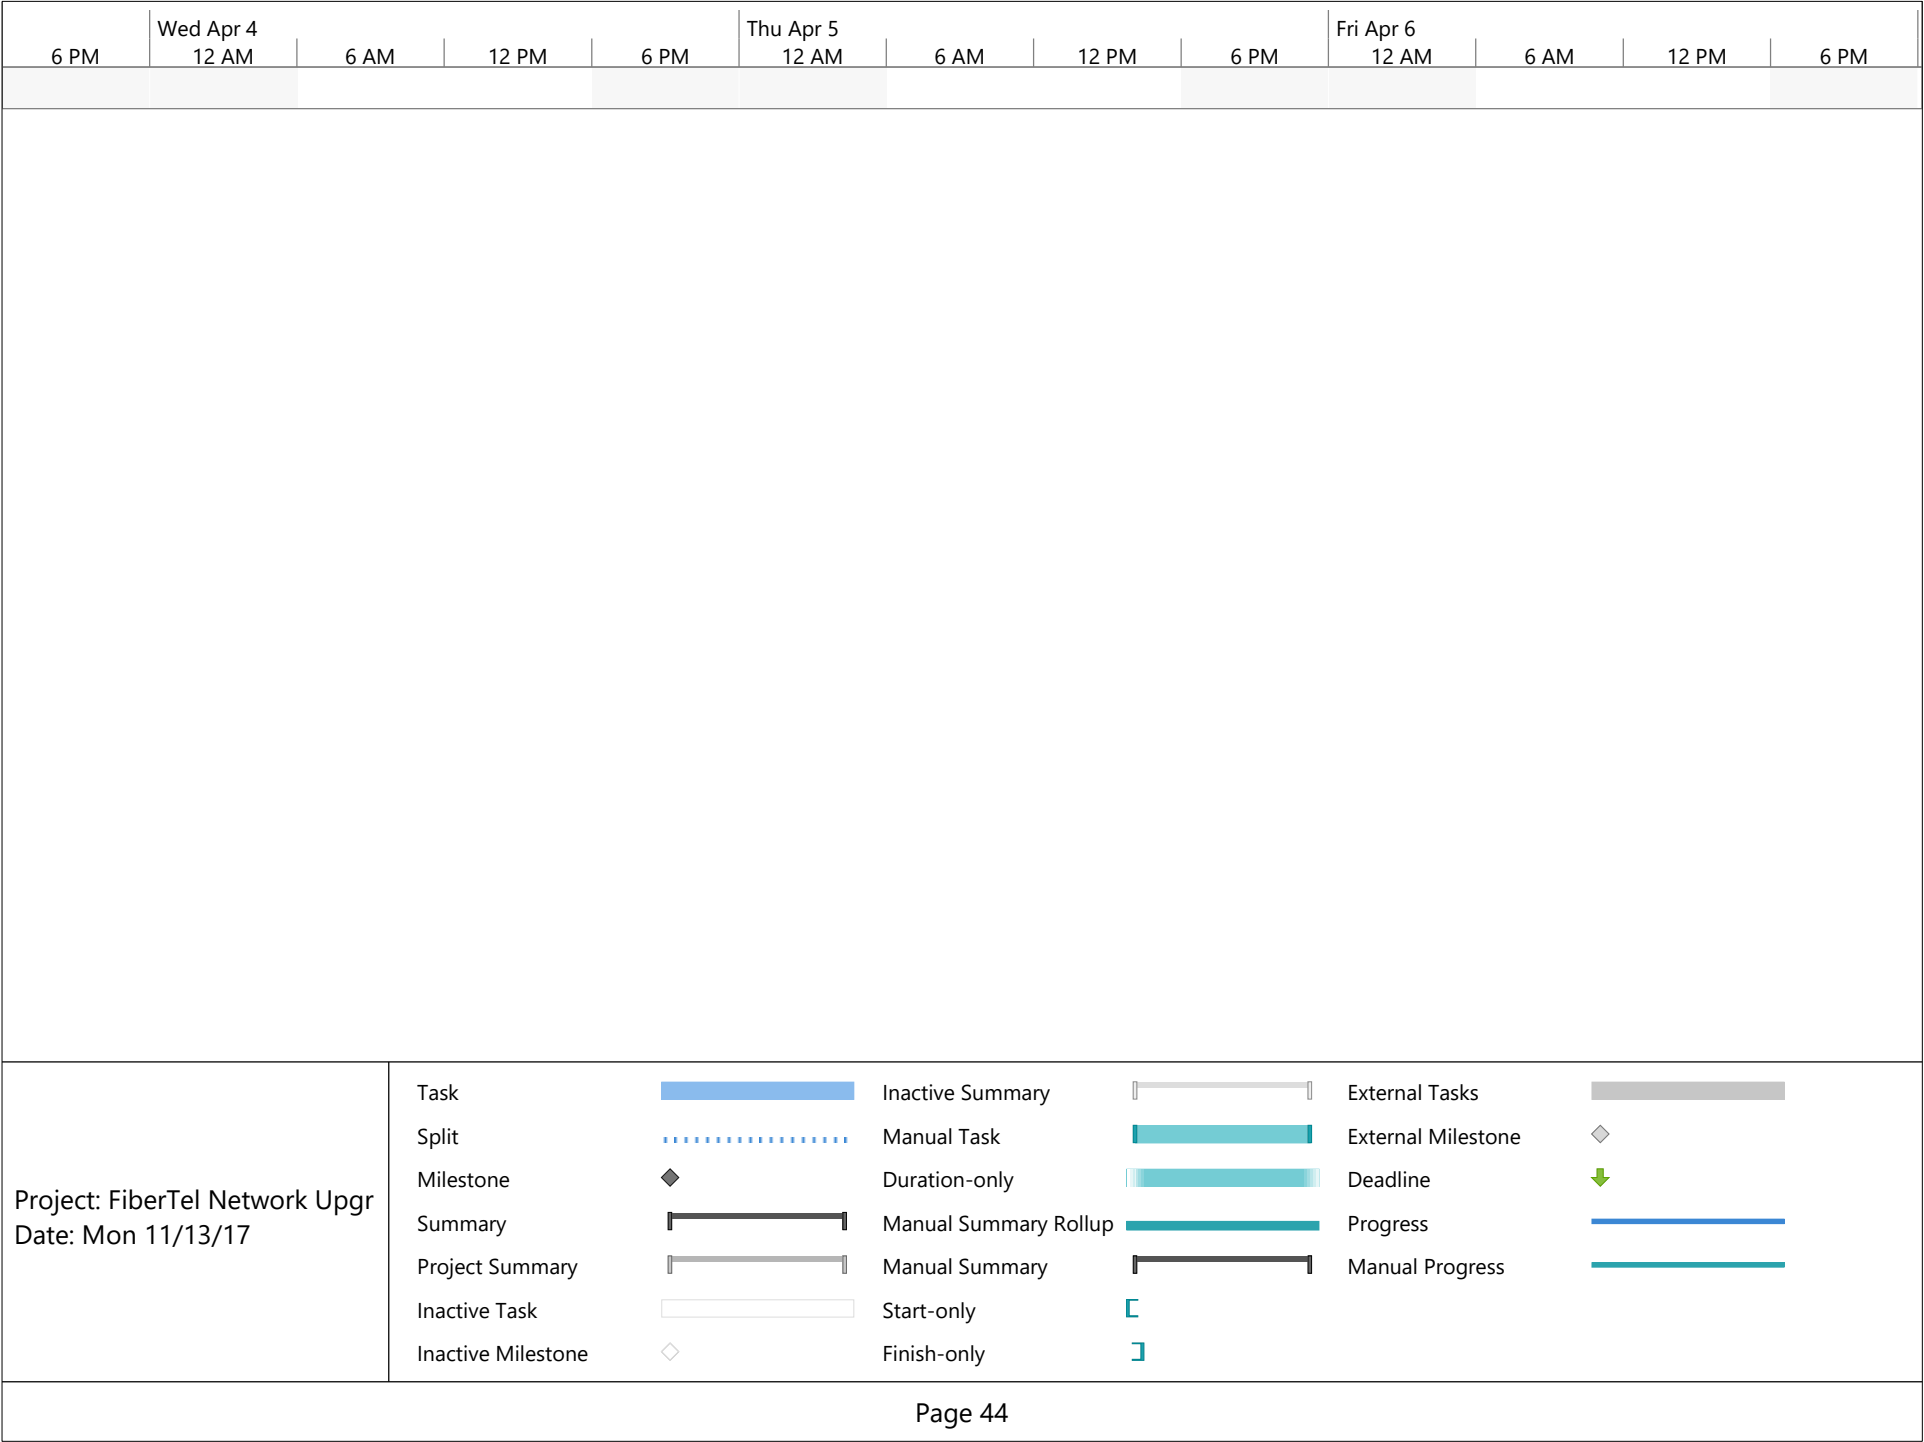 Wed Apr 4 Thu Apr 5 Fri Apr 6
6 PM 12 AM 6 AM 12 PM 6 PM 12 AM 6 AM 12 PM 6 PM 12 AM 6 AM 12 PM 6 PM
Project: FiberTel Network Upgr
Date: Mon 11/13/17
Task
Split
Milestone
Summary
Project Summary
Inactive Task
Inactive Milestone
Inactive Summary
Manual Task
Duration-only
Manual Summary Rollup
Manual Summary
Start-only
Finish-only
External Tasks
External Milestone
Deadline
Progress
Manual Progress
Page 44